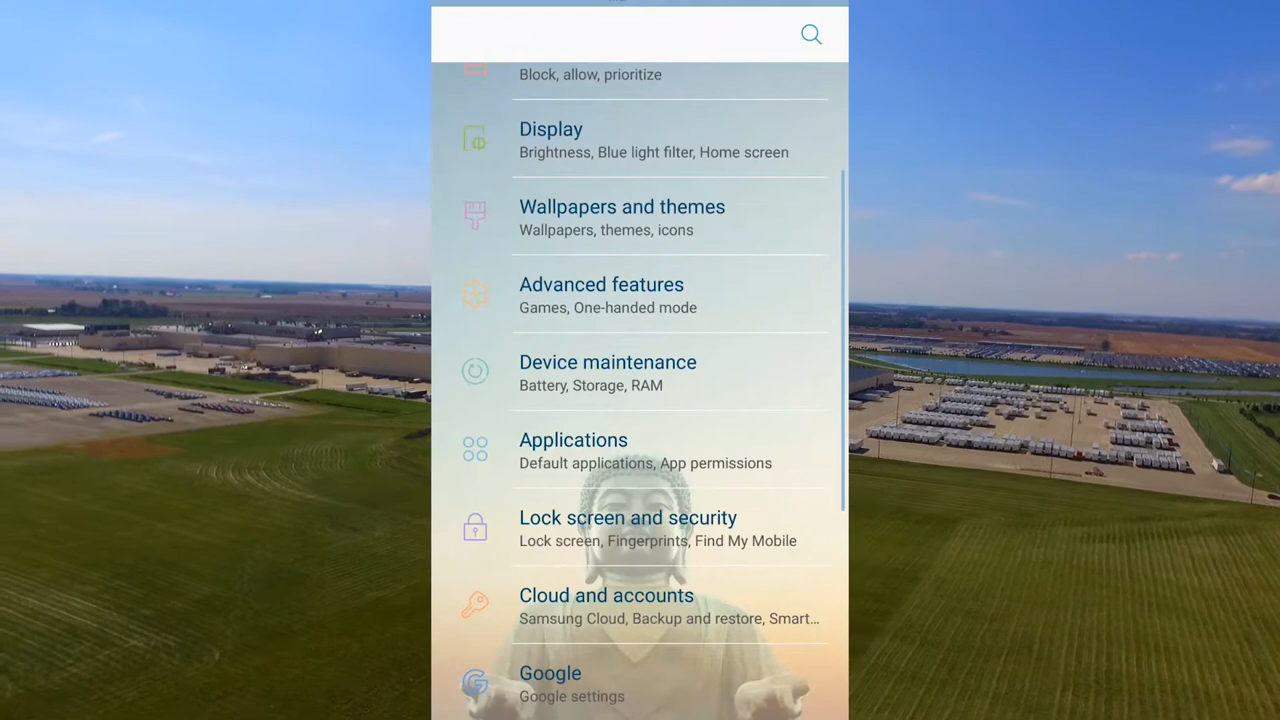 Block, allow, prioritize
Display
Brightness, Blue light filter, Home screen
Wallpapers and themes
Wallpapers, themes, icons
Advanced features
Games, One-handed mode
Device maintenance
Battery, Storage, RAM
Applications
Default applications, App permissions
Lock screen and security
Lock screen, Fingerprints, Find My Mobile
Cloud and accounts
Samsung Cloud, Backup and restore, Smart...
Google
Google settings